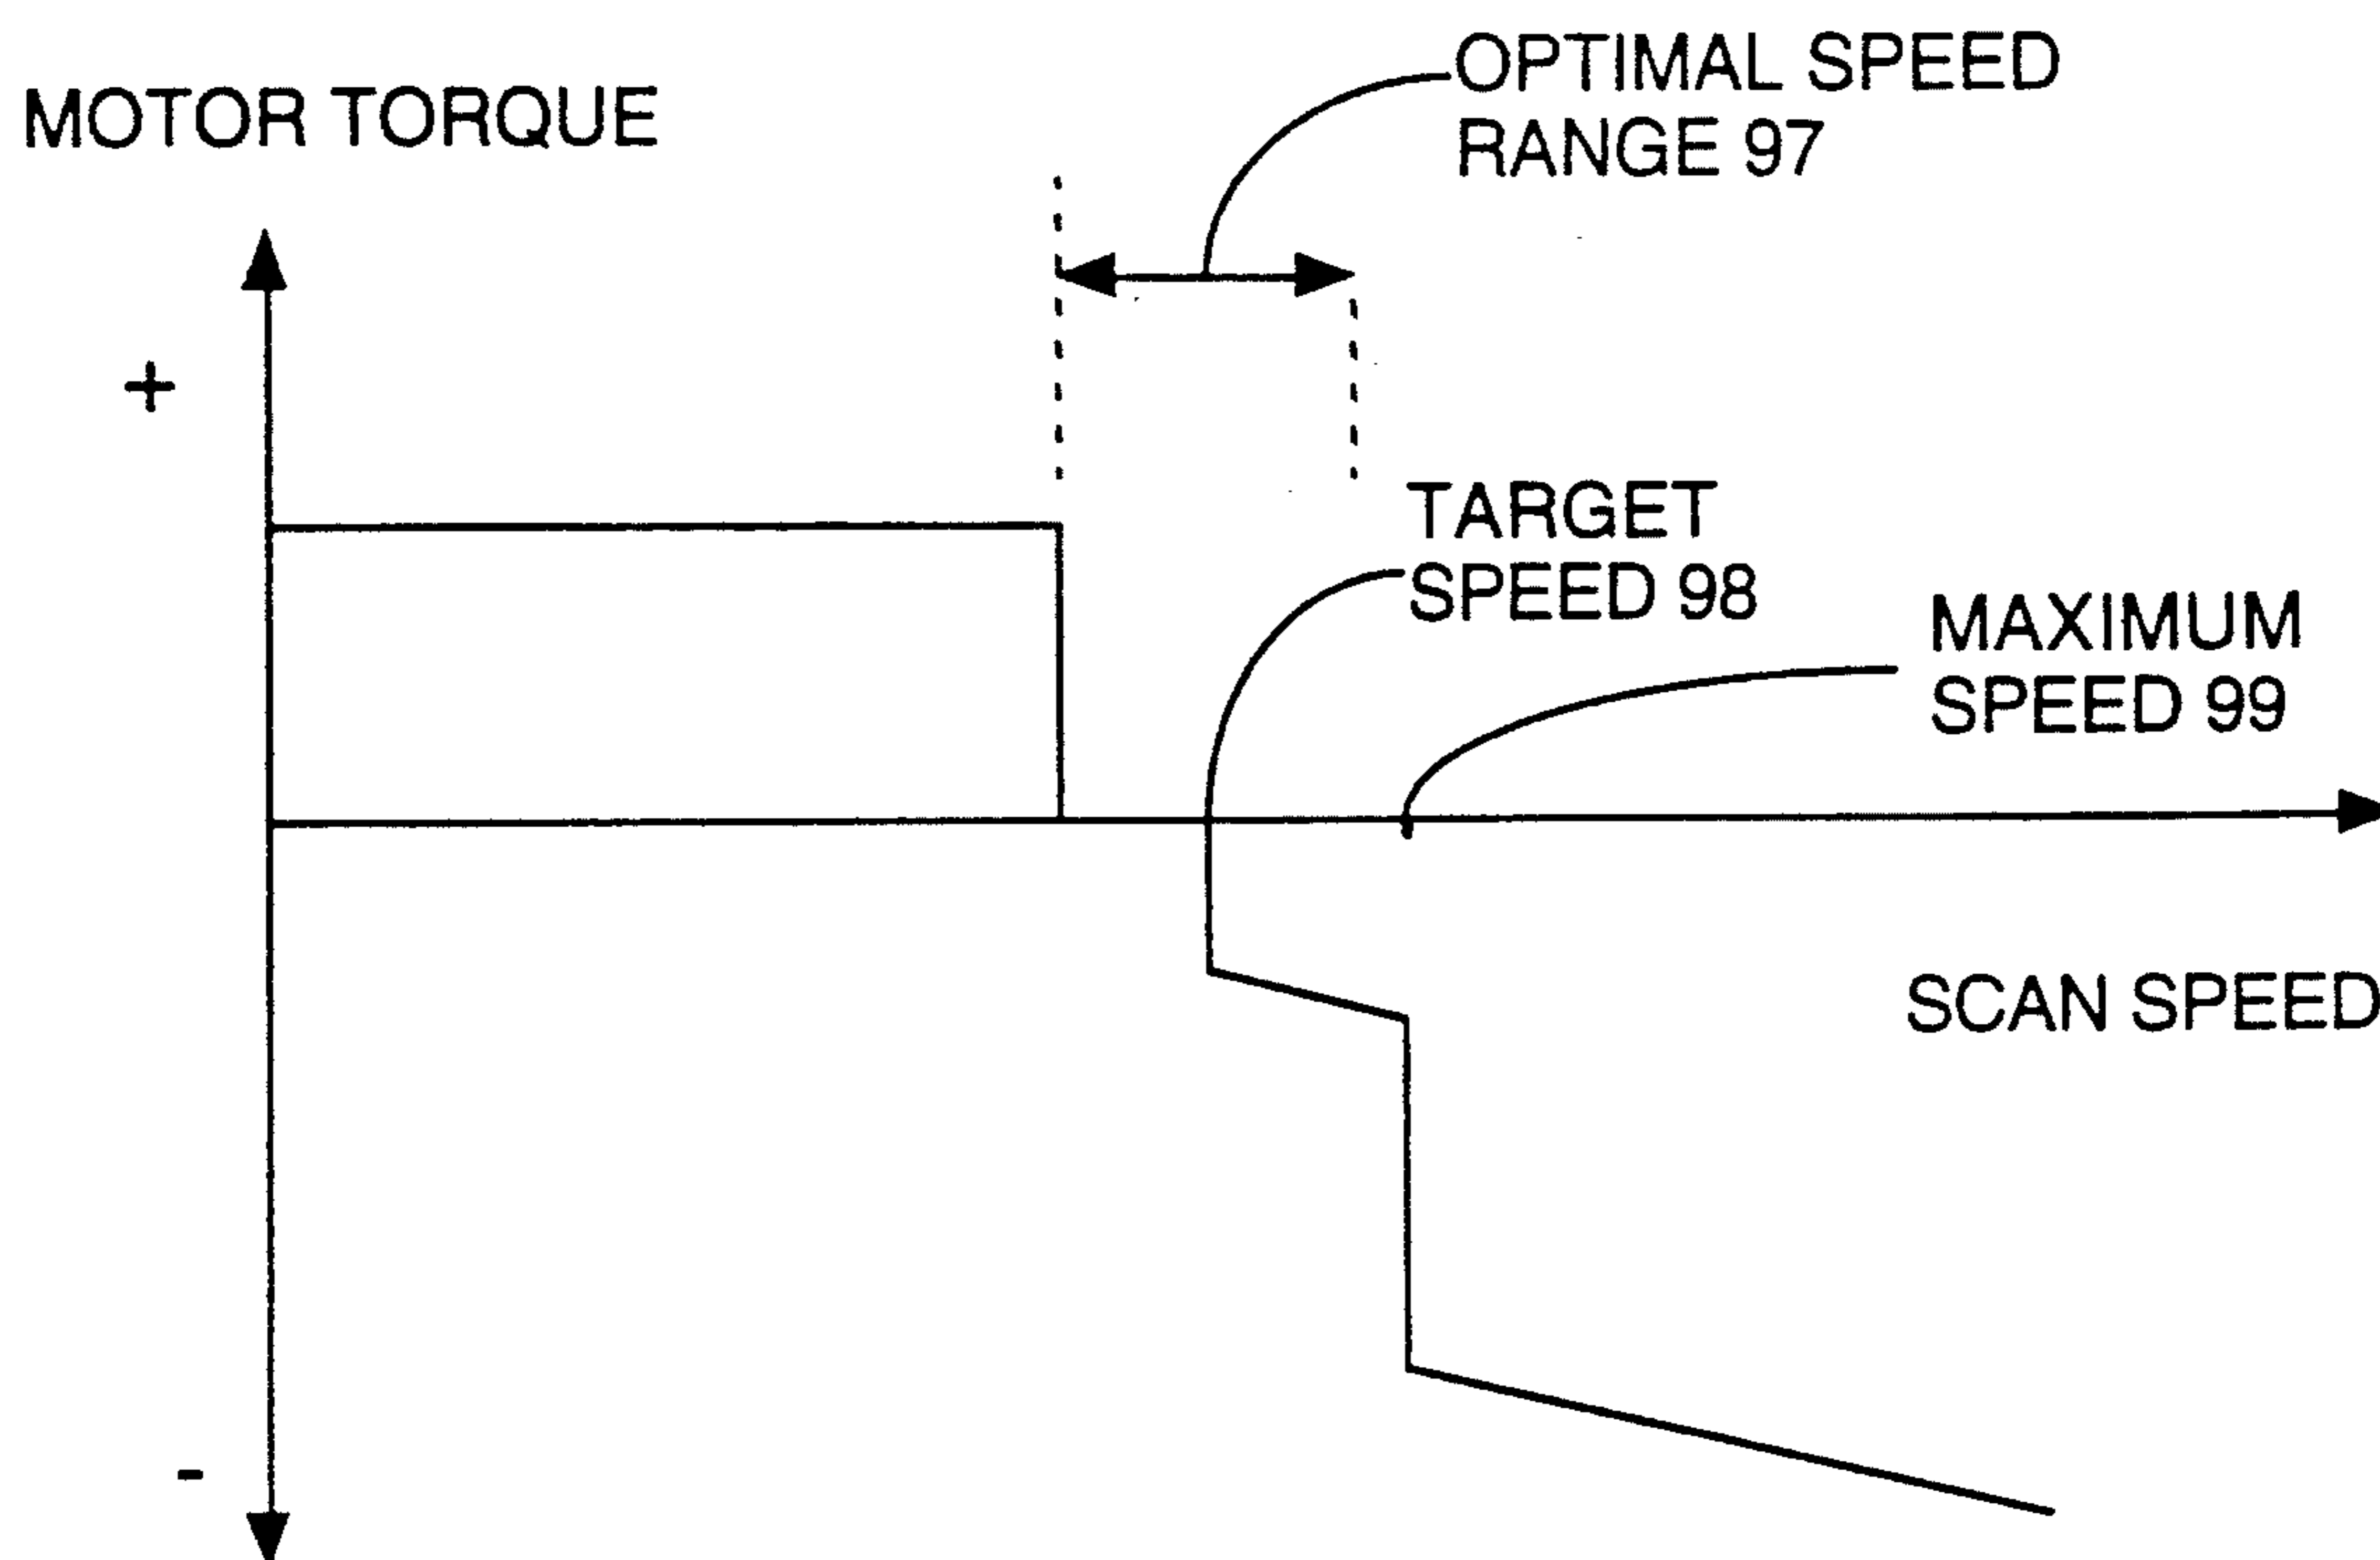 MOTOR TORQUE
OPTIMAL SPEED
RANGE 97
+
TARGET
SPEED 98
MAXIMUM
SPEED 99
SCAN SPEED
-